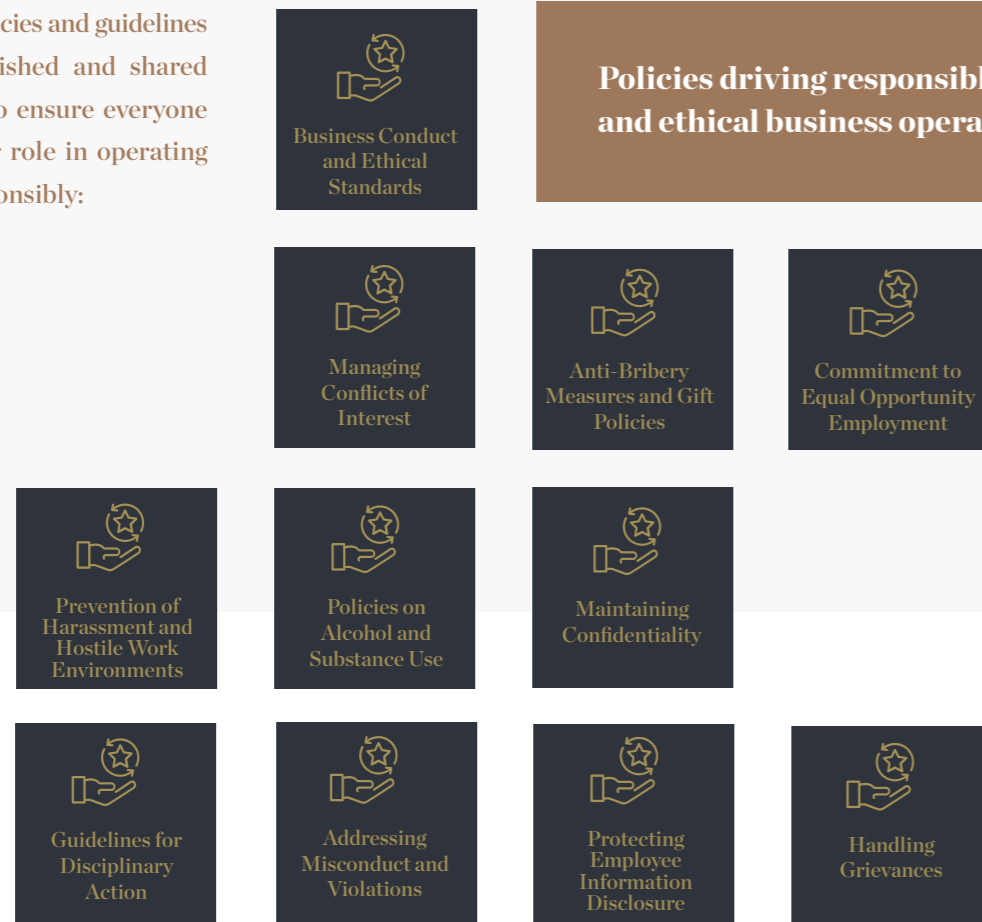 cies and guidelines
ished and shared
o ensure everyone
role in operating
onsibly:
Business Conduct
and Ethical
Standards
Policies driving responsibl
and ethical business opera
Managing
Conflicts of
Interest
Anti-Bribery
Measures and Gift
Policies
Commitment to
Equal Opportunity
Employment
Prevention of
Harassment and
Hostile Work
Environments
Policies on
Alcohol and
Substance Use
Maintaining
Confidentiality
Guidelines for
Disciplinary
Action
Addressing
Misconduct and
Violations
Protecting
Employee
Information
Disclosure
Handling
Grievances